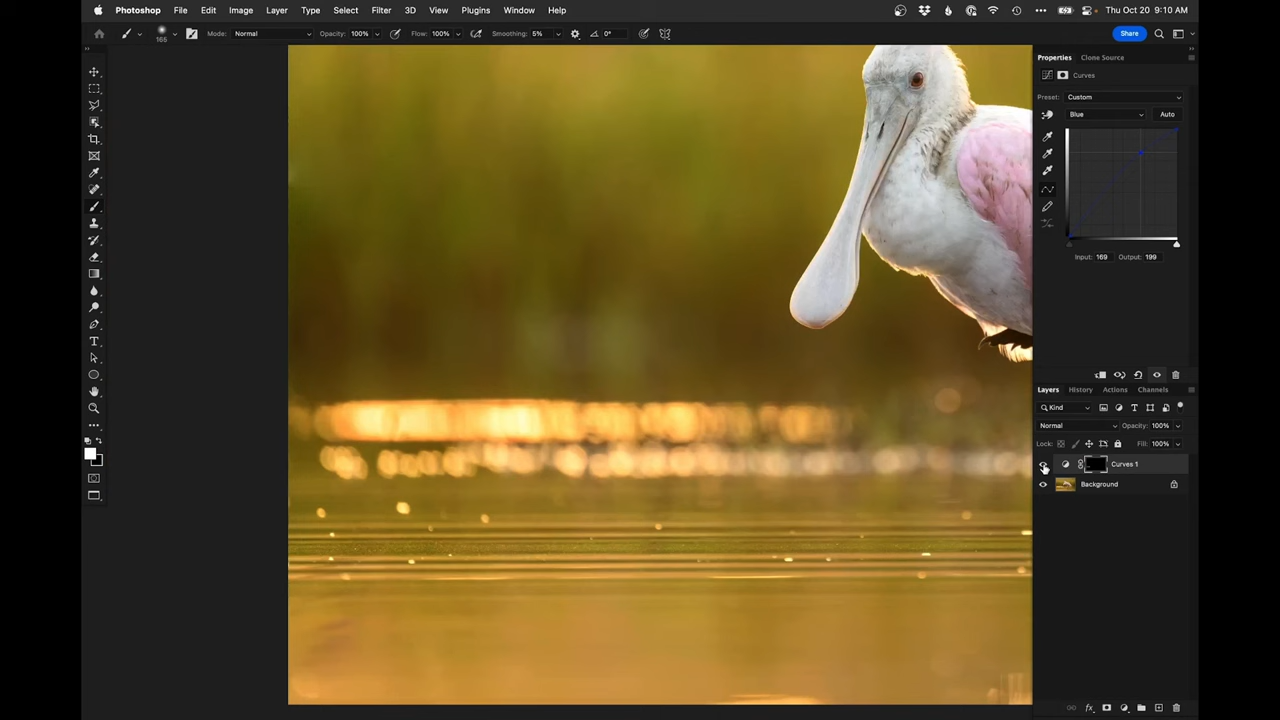 Photoshop File Edit Image Layer Type Select Filter 3D View Plugins Window Help Thu Oct 20 9:10 AM
165 Mode: Normal Opacity: 100% Flow: 100% Smoothing: 5% 0° Share
Properties Clone Source
Curves
Preset: Custom
Blue Auto
Input: 169 Output: 199
Layers History Actions Channels
Kind
Normal Opacity: 100%
Lock: Fill: 100%
Curves 1
Background
fx